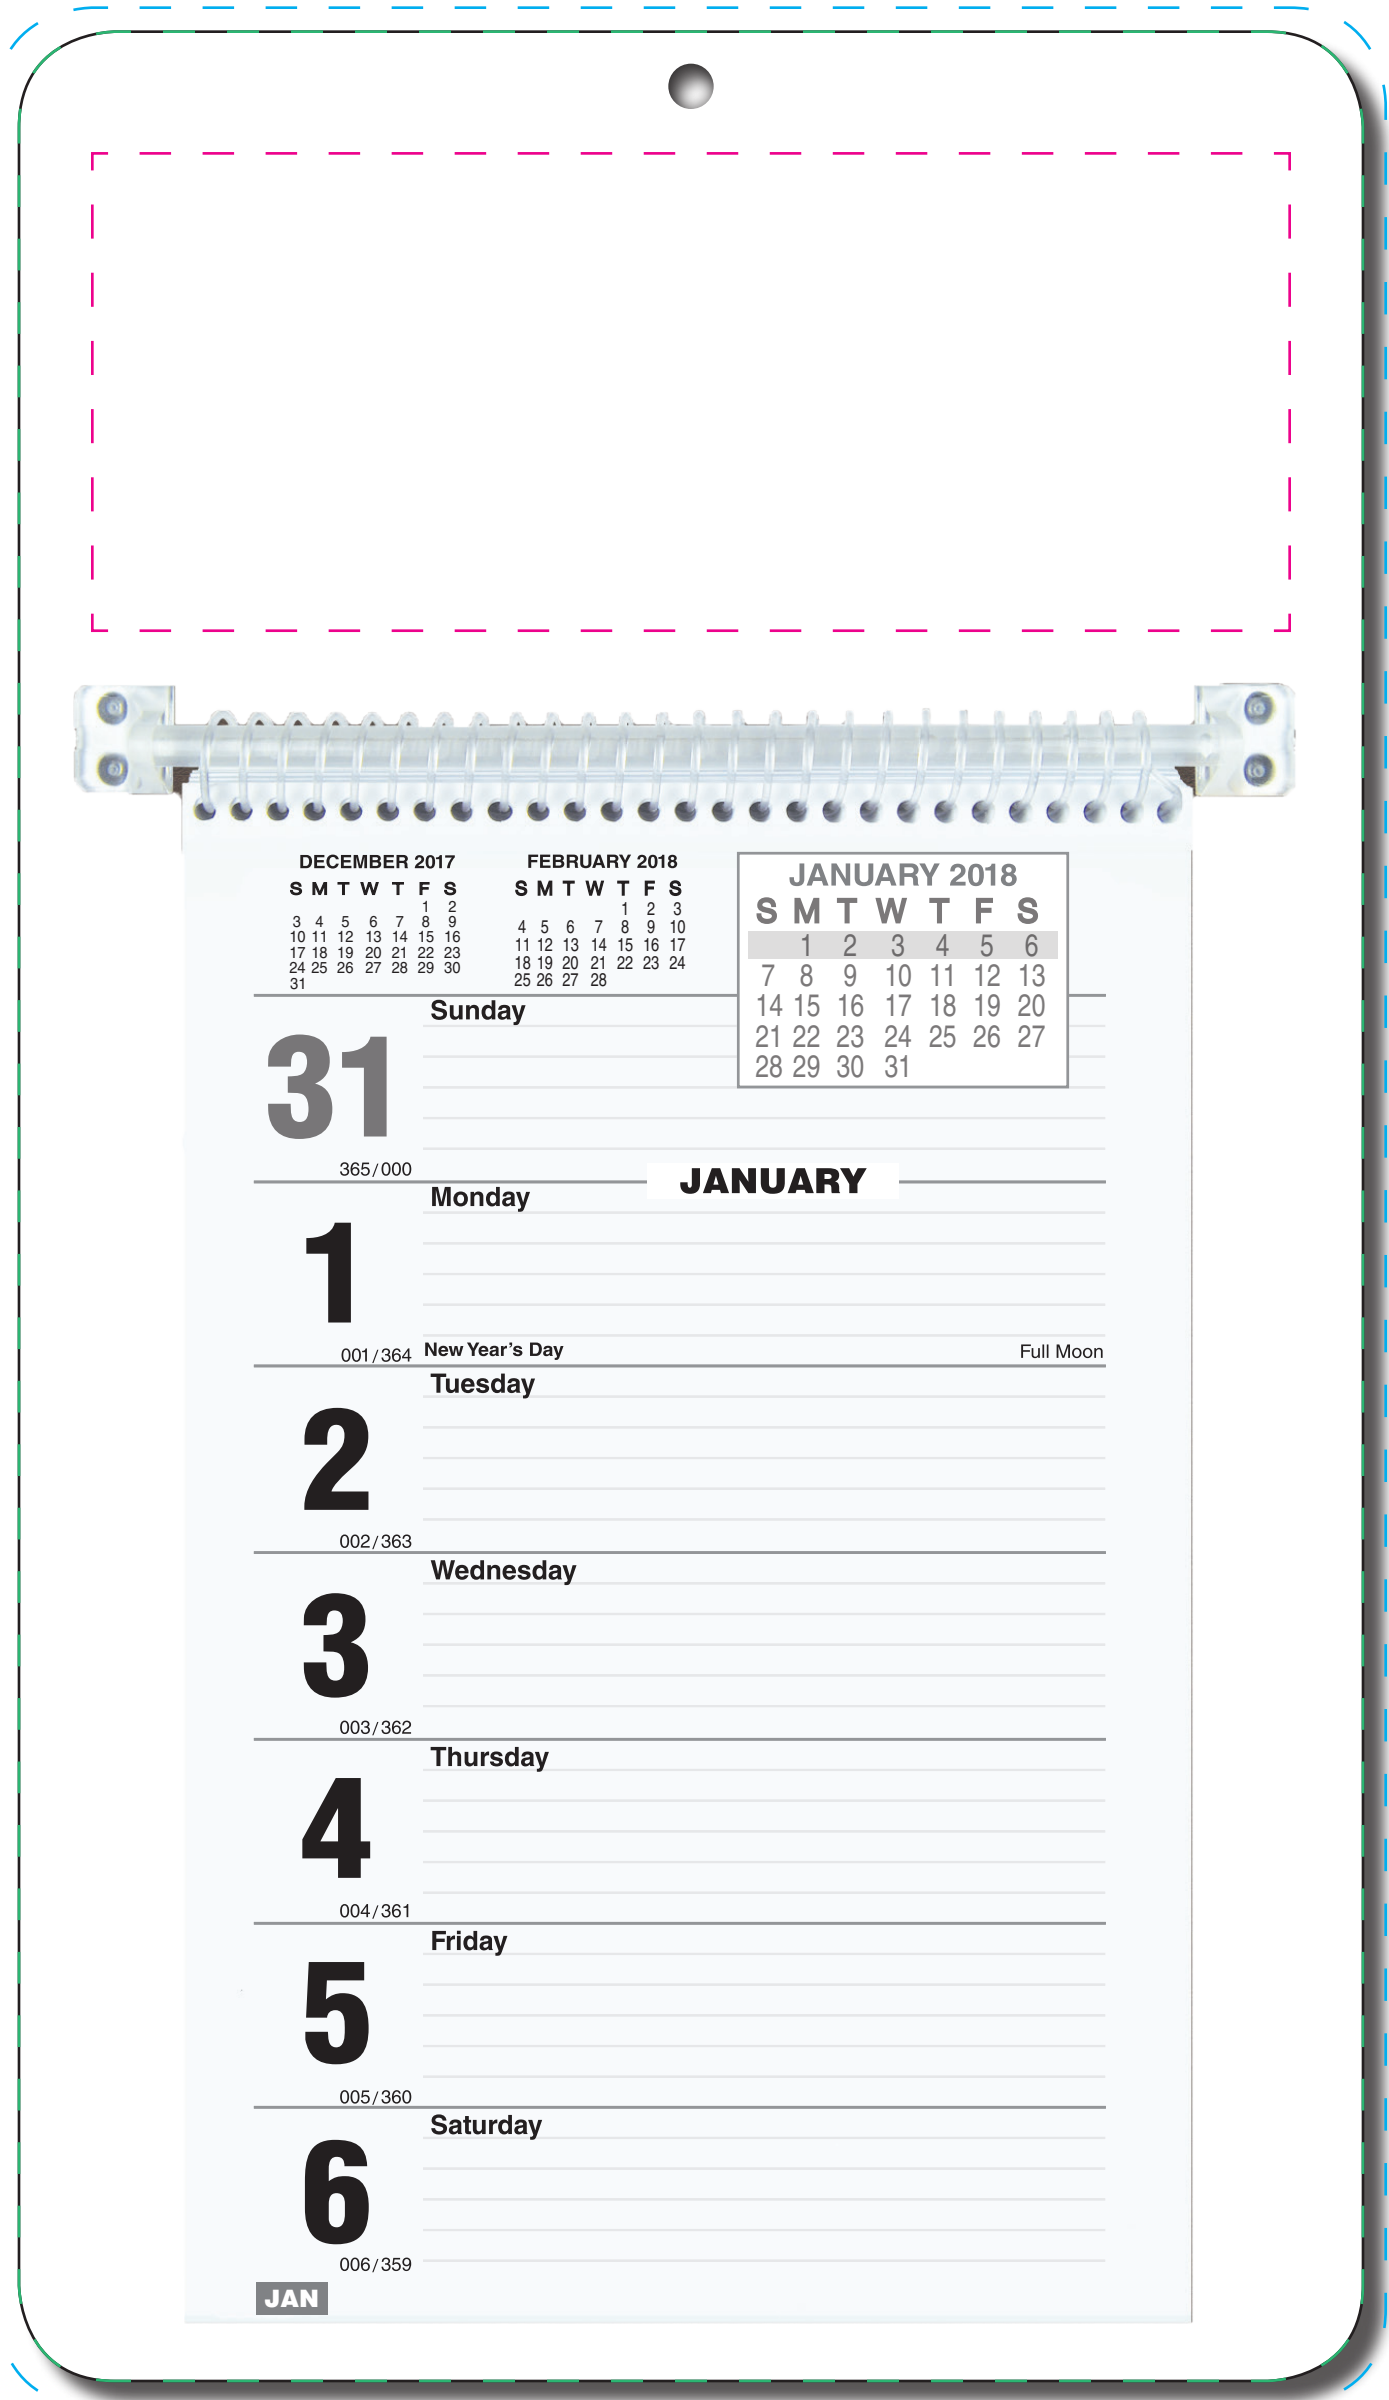 DECEMBER 2017
S M T W T F S
1 2
3 4 5 6 7 8 9
10 11 12 13 14 15 16
17 18 19 20 21 22 23
24 25 26 27 28 29 30
31
FEBRUARY 2018
S M T W T F S
1 2 3
4 5 6 7 8 9 10
11 12 13 14 15 16 17
18 19 20 21 22 23 24
25 26 27 28
JANUARY 2018
S M T W T F S
1 2 3 4 5 6
7 8 9 10 11 12 13
14 15 16 17 18 19 20
21 22 23 24 25 26 27
28 29 30 31
Sunday
31
365/000
JANUARY
Monday
1
001/364 New Year's Day Full Moon
Tuesday
2
002/363
Wednesday
3
003/362
Thursday
4
004/361
Friday
5
005/360
Saturday
6
006/359
JAN